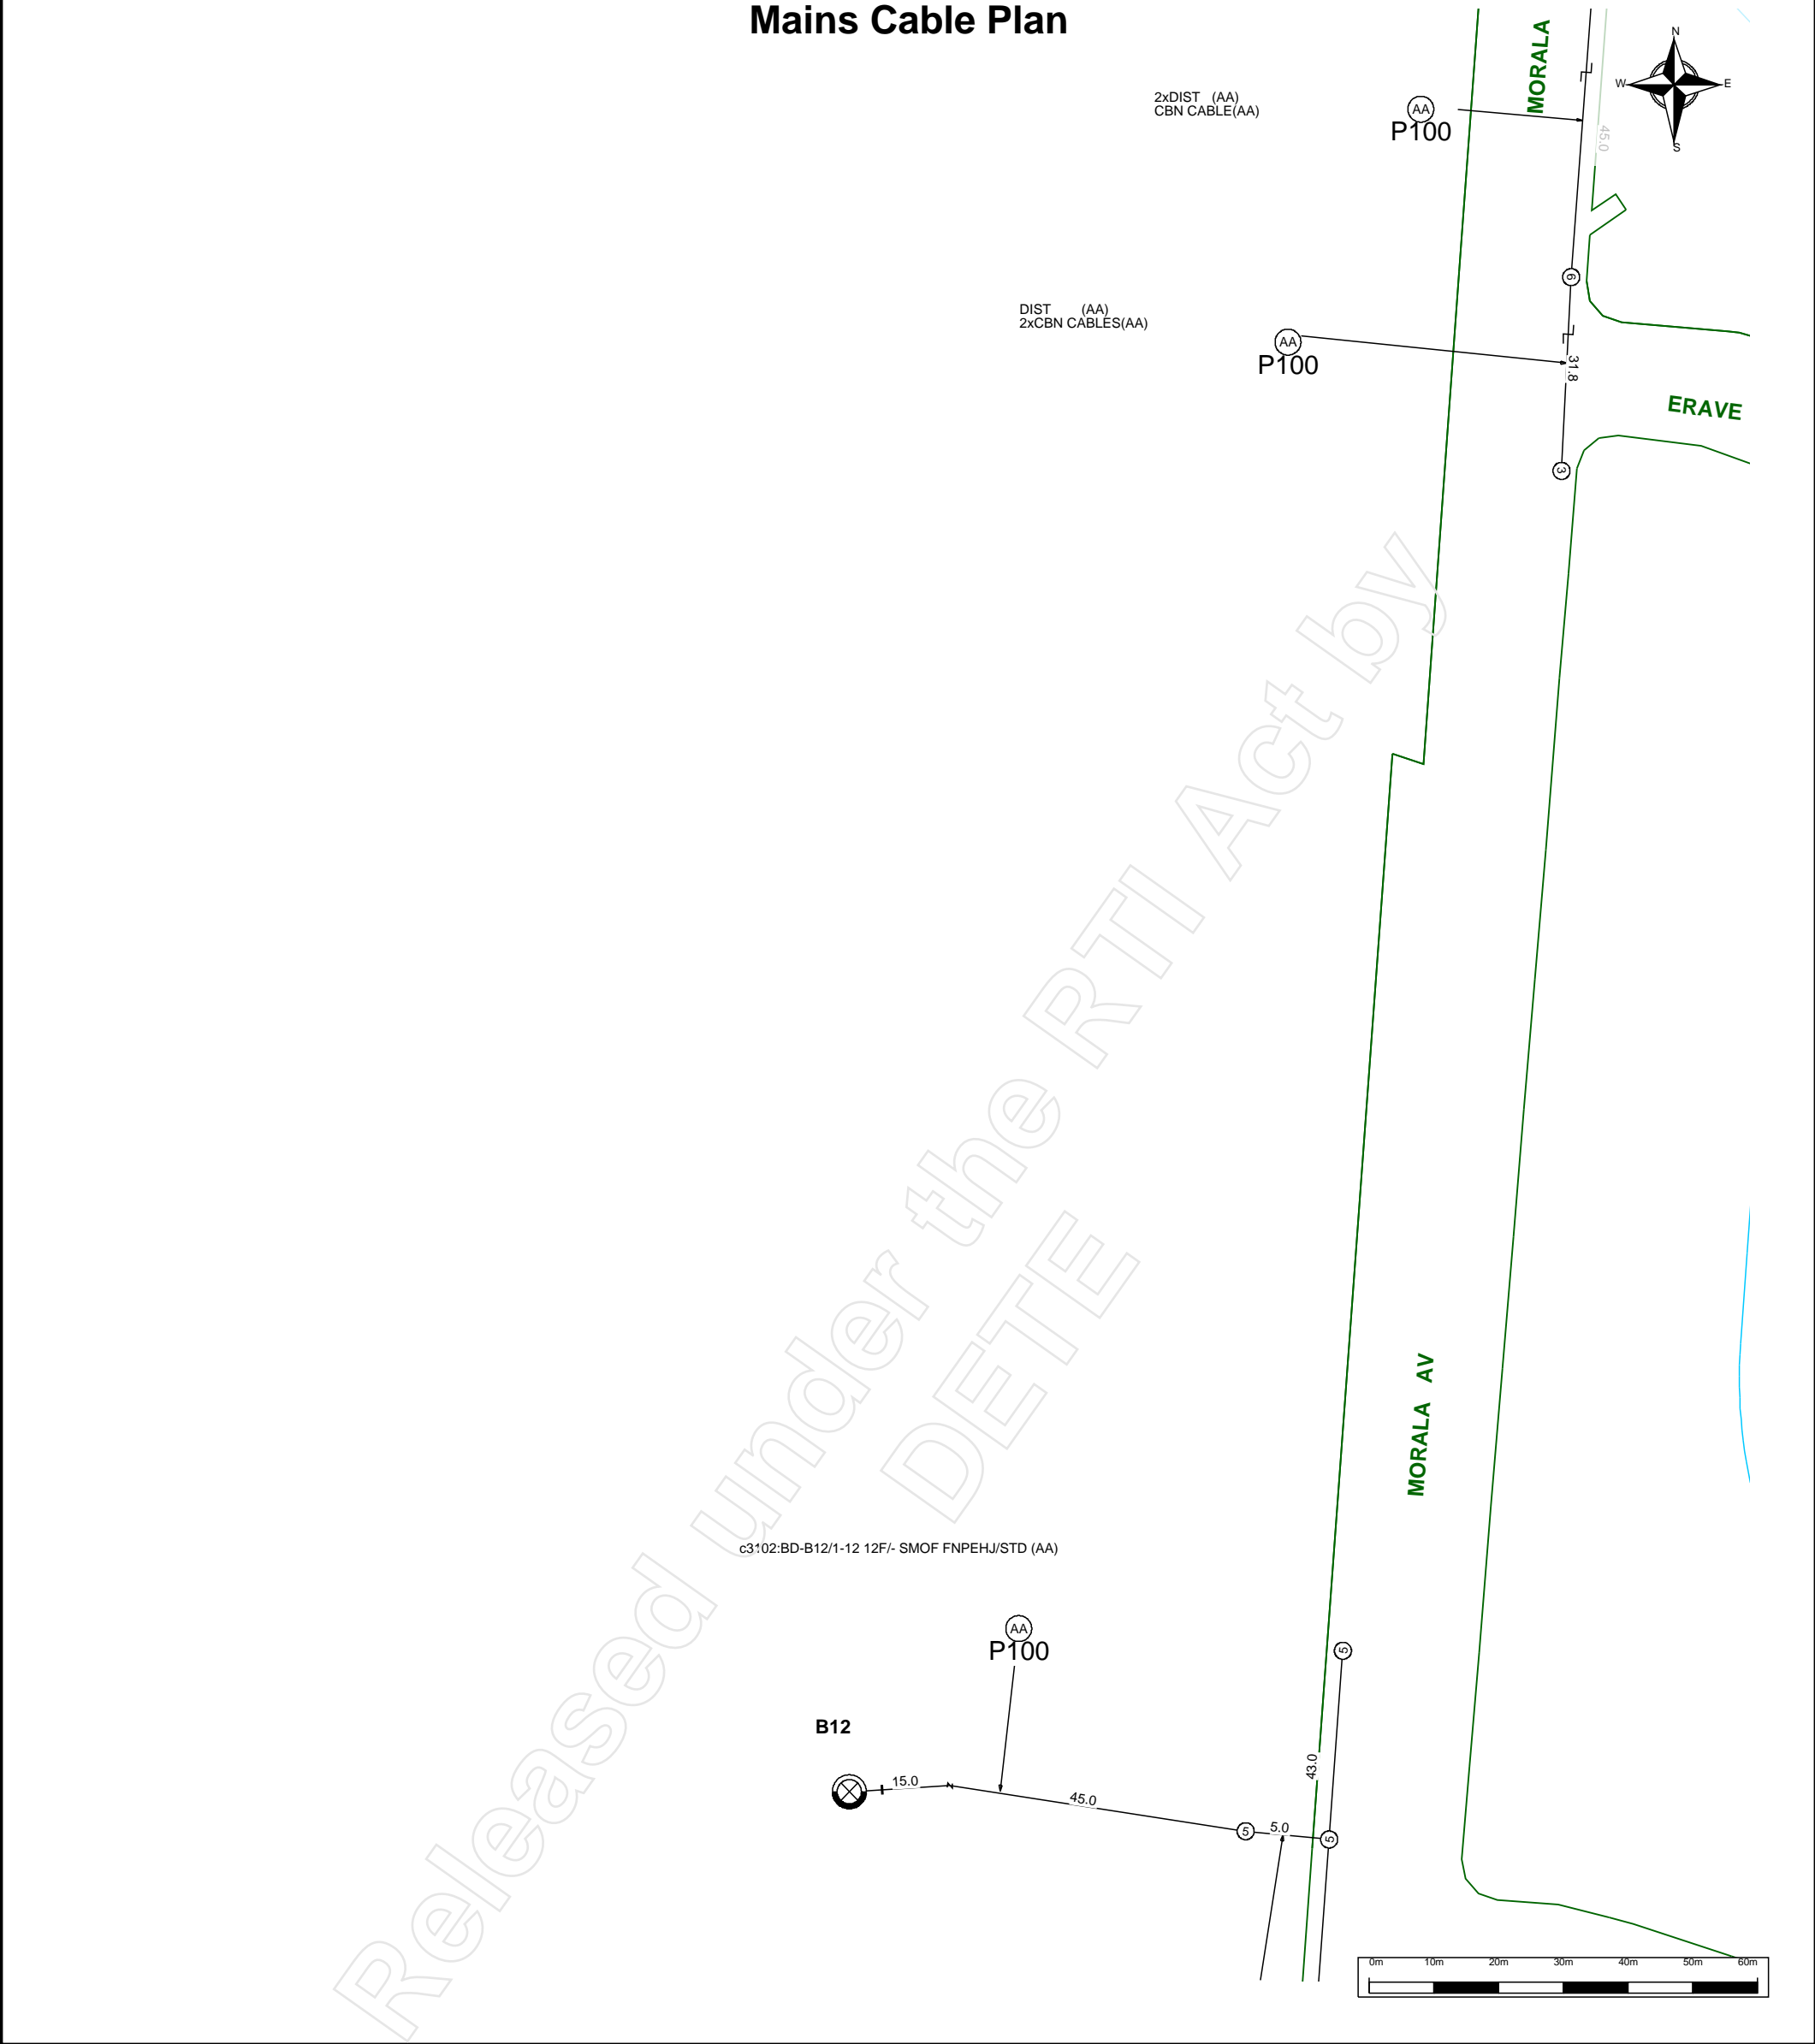 Mains Cable Plan
MORALA
N
W
E
S
2xDIST (AA)
CBN CABLE(AA)
AA
P100
45.0
6
DIST (AA)
2xCBN CABLES(AA)
AA
P100
31.8
ERAVE
3
Released under the RTI Act by
DETE
MORALA AV
c3102:BD-B12/1-12 12F/- SMOF FNPEHJ/STD (AA)
AA
P100
5
B12
43.0
15.0
45.0
5
5.0
5
0m 10m 20m 30m 40m 50m 60m